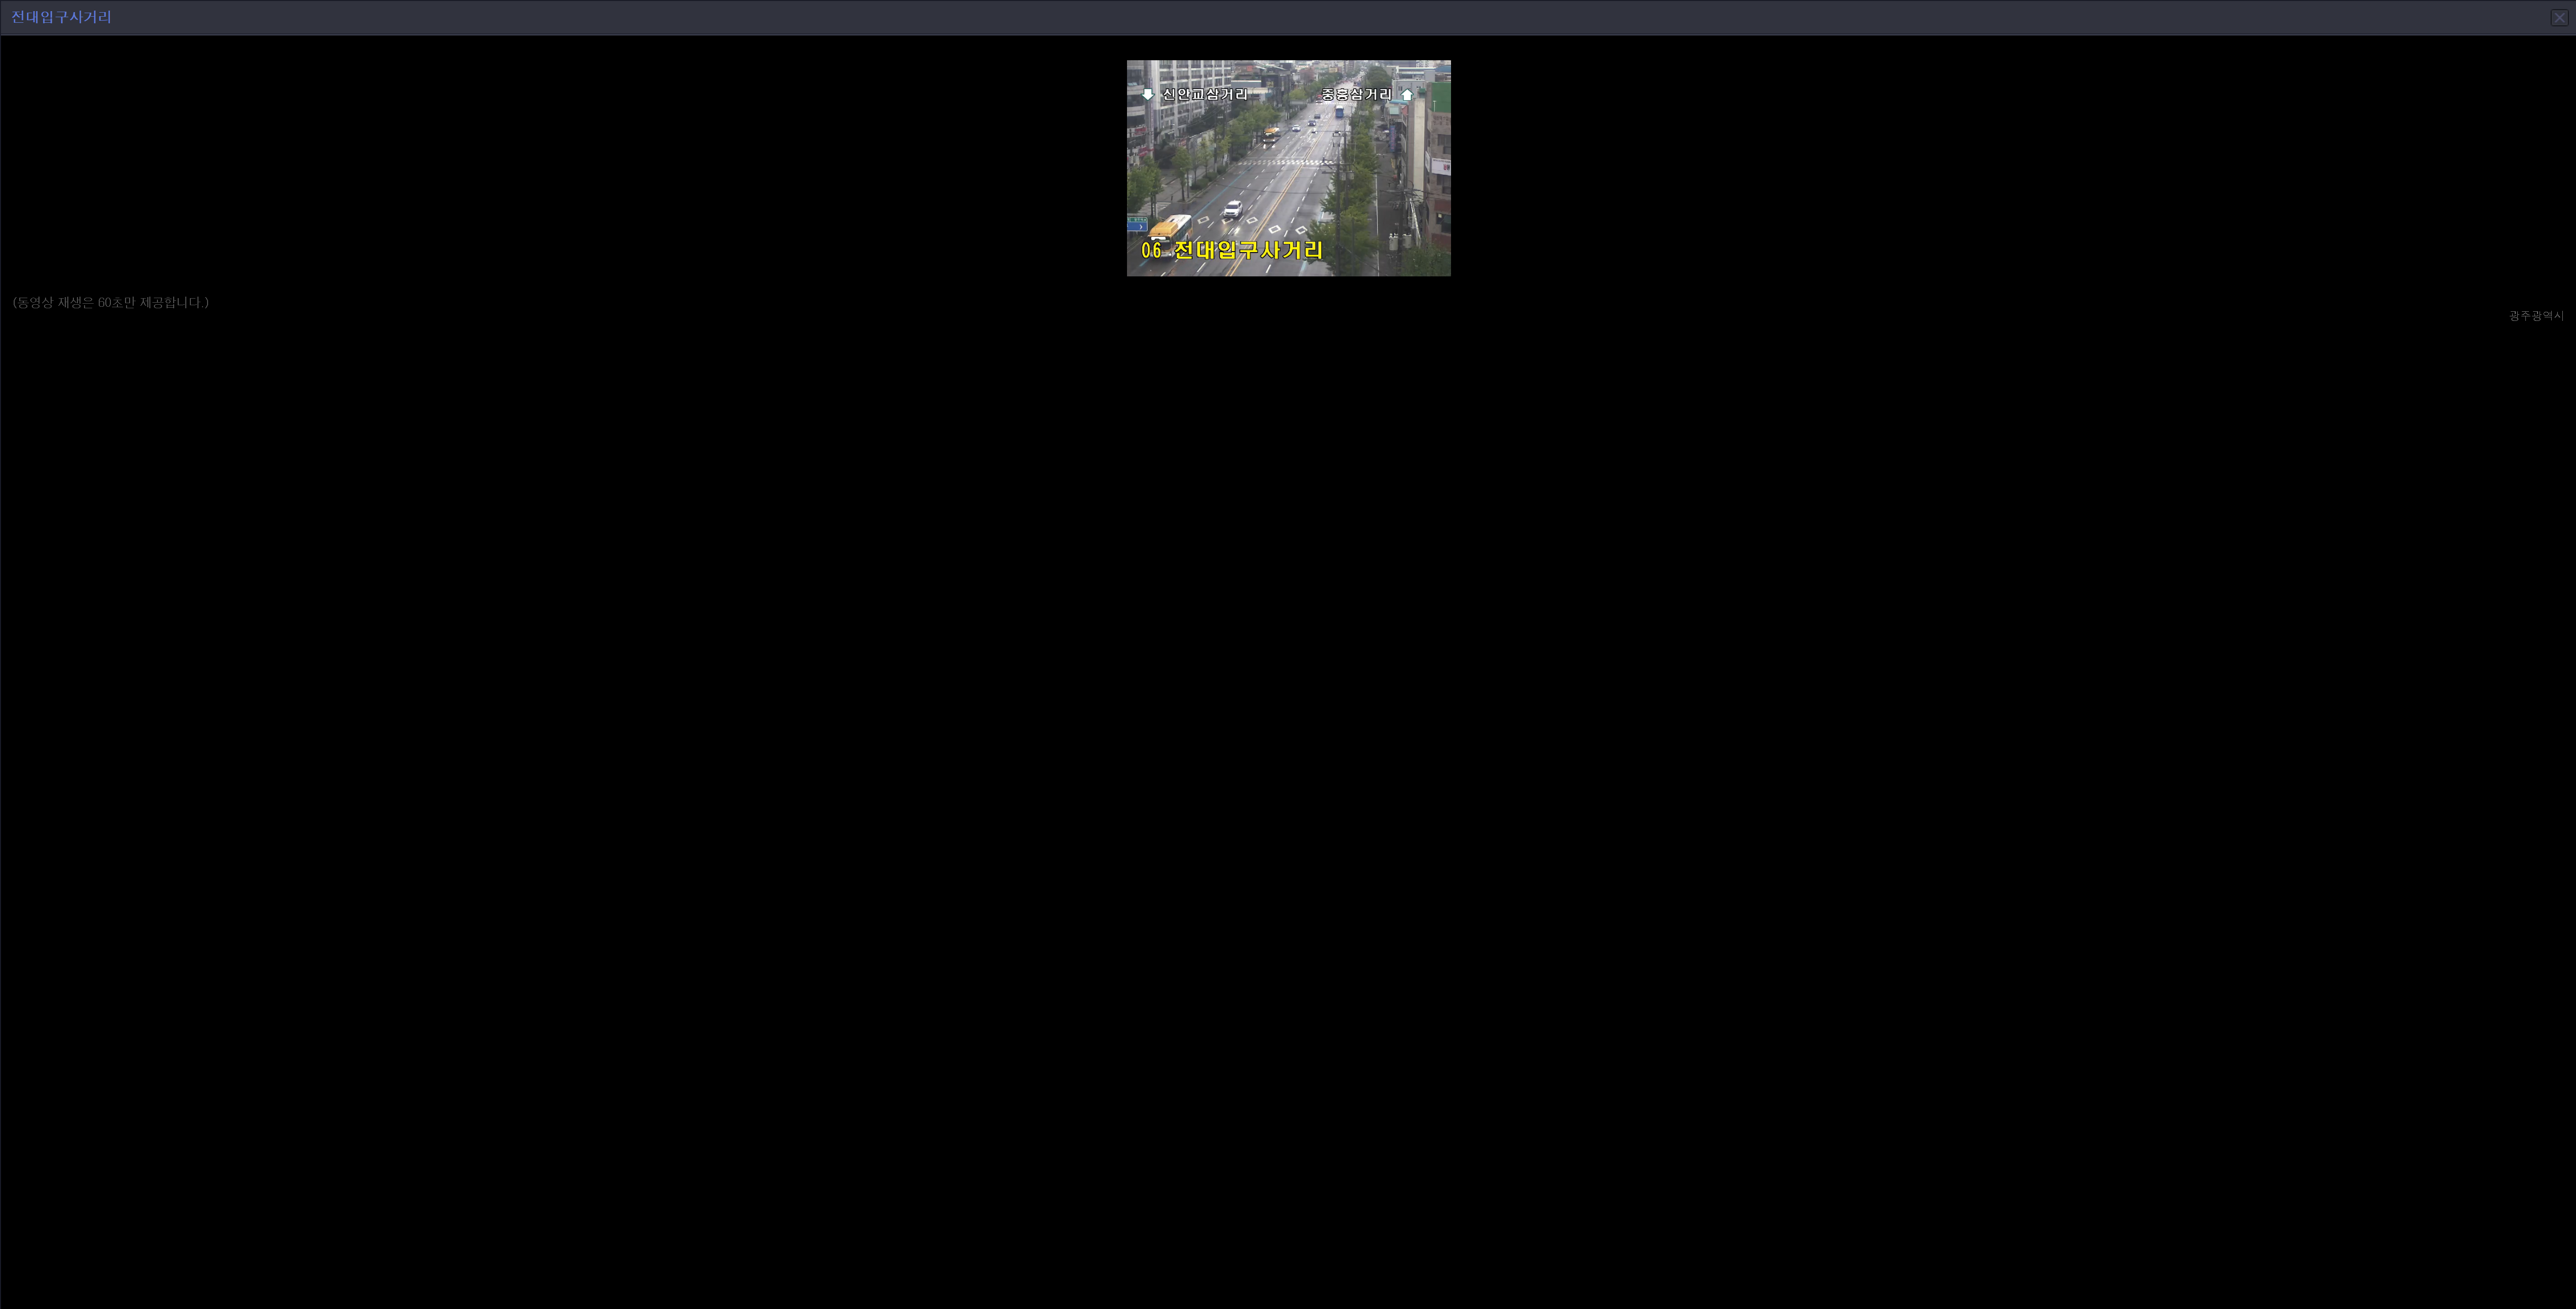 전대입구사거리
신안교삼거리 중흥삼거리
06 전대입구사거리
(동영상 재생은 60초만 제공합니다.)
광주광역시